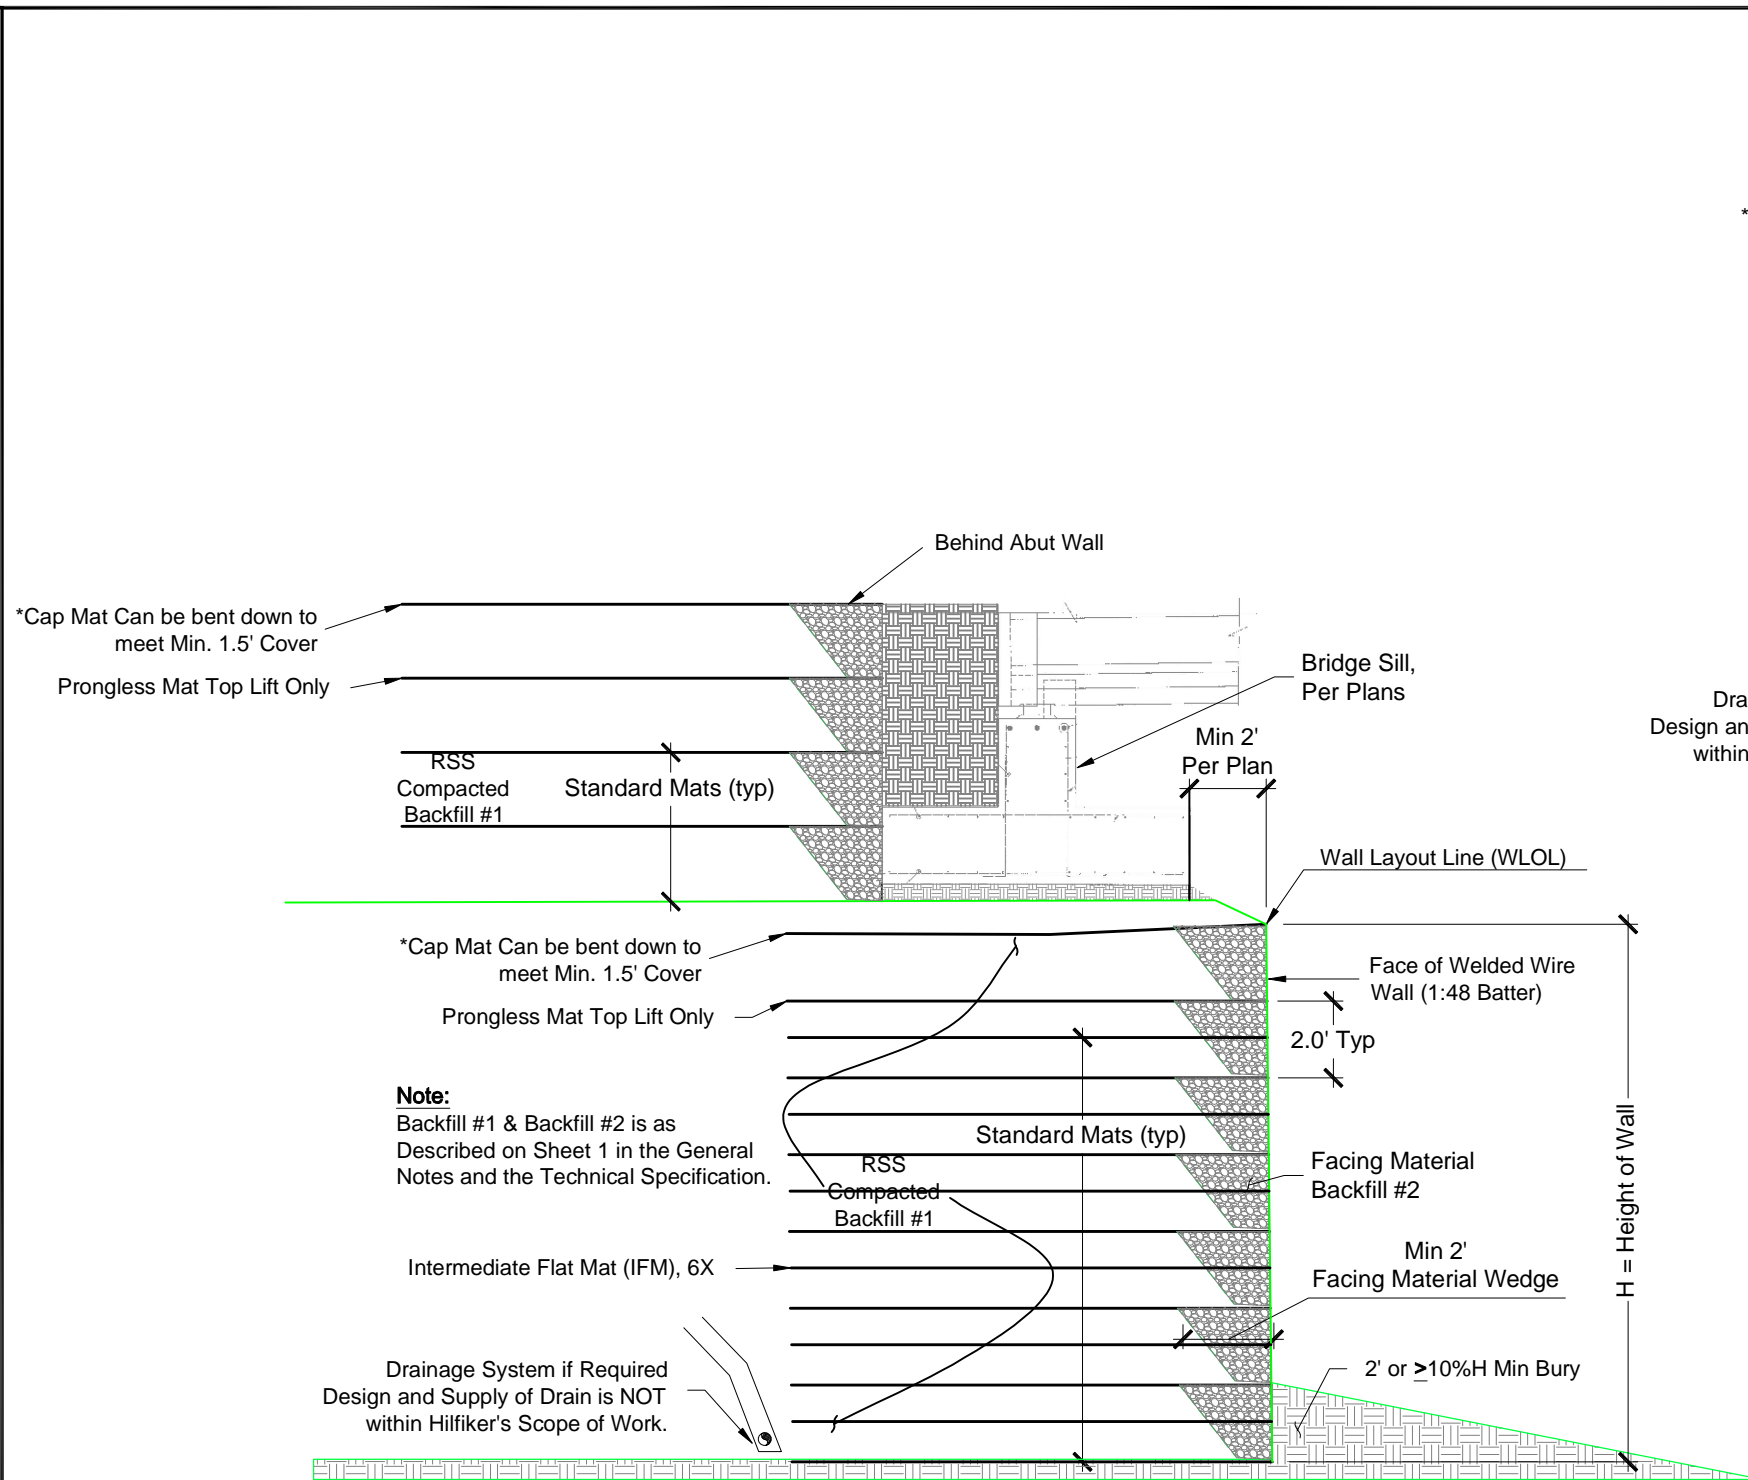 *
Behind Abut Wall
*Cap Mat Can be bent down to
meet Min. 1.5' Cover
Prongless Mat Top Lift Only
Bridge Sill,
Per Plans
Dra
Design an
within
Min 2'
Per Plan
RSS
Compacted
Backfill #1
Standard Mats (typ)
Wall Layout Line (WLOL)
*Cap Mat Can be bent down to
meet Min. 1.5' Cover
Face of Welded Wire
Wall (1:48 Batter)
Prongless Mat Top Lift Only
2.0' Typ
Note:
Backfill #1 & Backfill #2 is as
Described on Sheet 1 in the General
Notes and the Technical Specification.
Standard Mats (typ)
RSS
Compacted
Backfill #1
Facing Material
Backfill #2
H = Height of Wall
Intermediate Flat Mat (IFM), 6X
Min 2'
Facing Material Wedge
Drainage System if Required
Design and Supply of Drain is NOT
within Hilfiker's Scope of Work.
2' or ≥10%H Min Bury